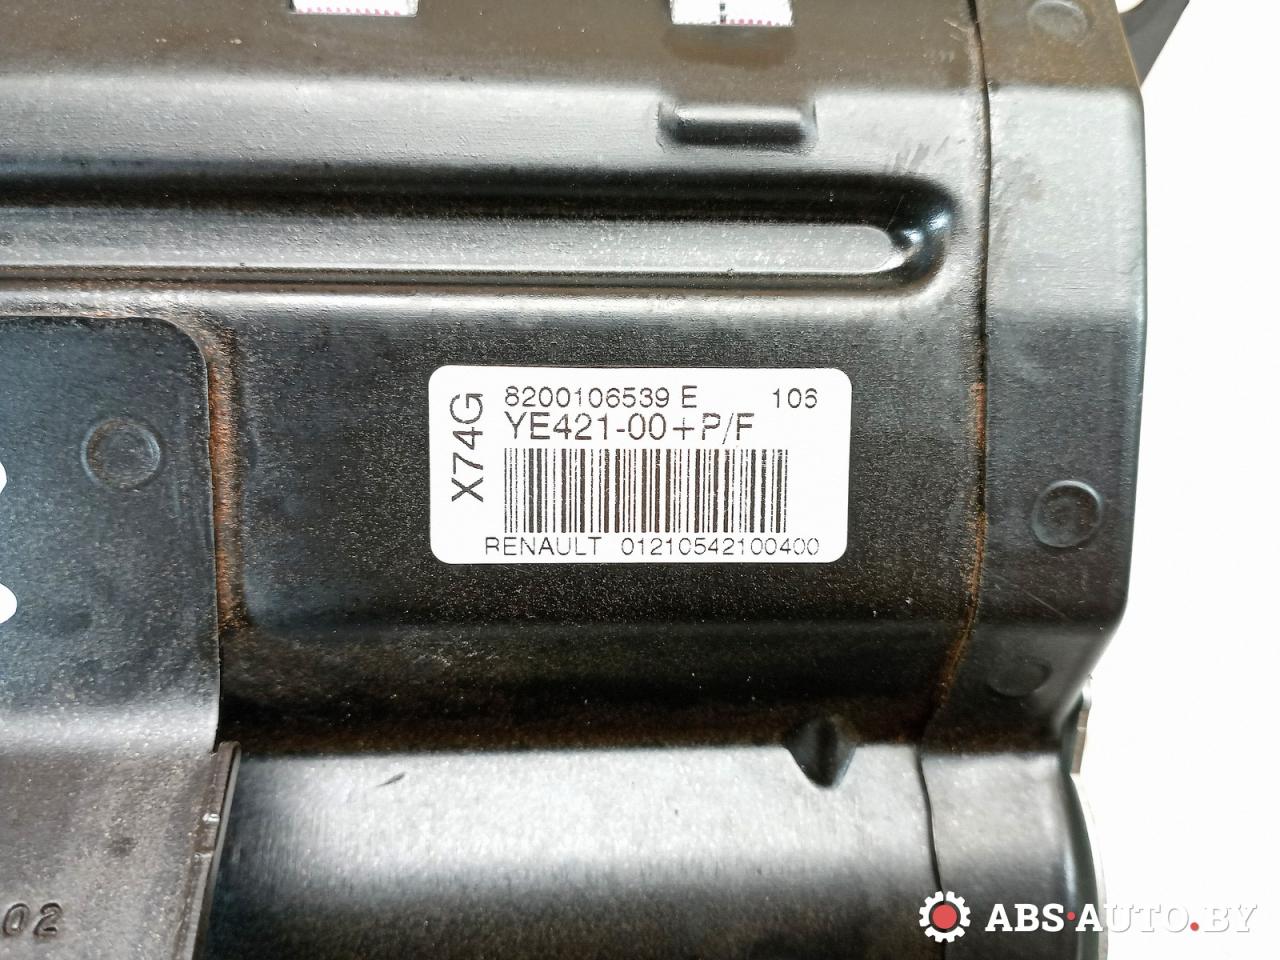 X74G
8200106539 E 106
YE421-00+P/F
RENAULT 01210542100400
02
ABS-AUTO.BY